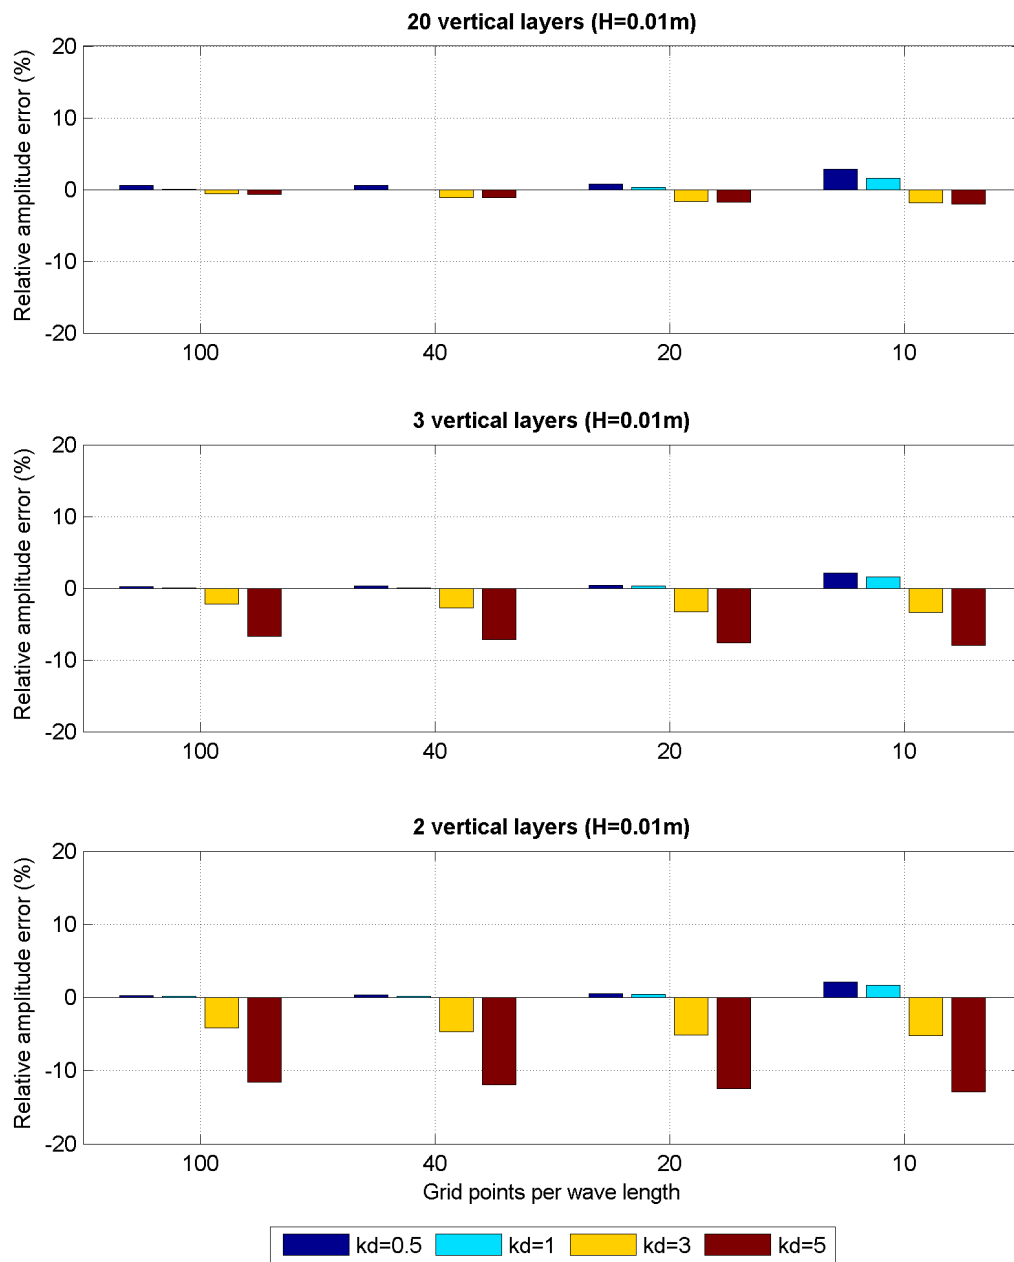 20 vertical layers (H=0.01m)
Relative amplitude error (%)
20
10
0
-10
-20
100 40 20 10
3 vertical layers (H=0.01m)
Relative amplitude error (%)
20
10
0
-10
-20
100 40 20 10
2 vertical layers (H=0.01m)
Relative amplitude error (%)
20
10
0
-10
-20
100 40 20 10
Grid points per wave length
kd=0.5 kd=1 kd=3 kd=5